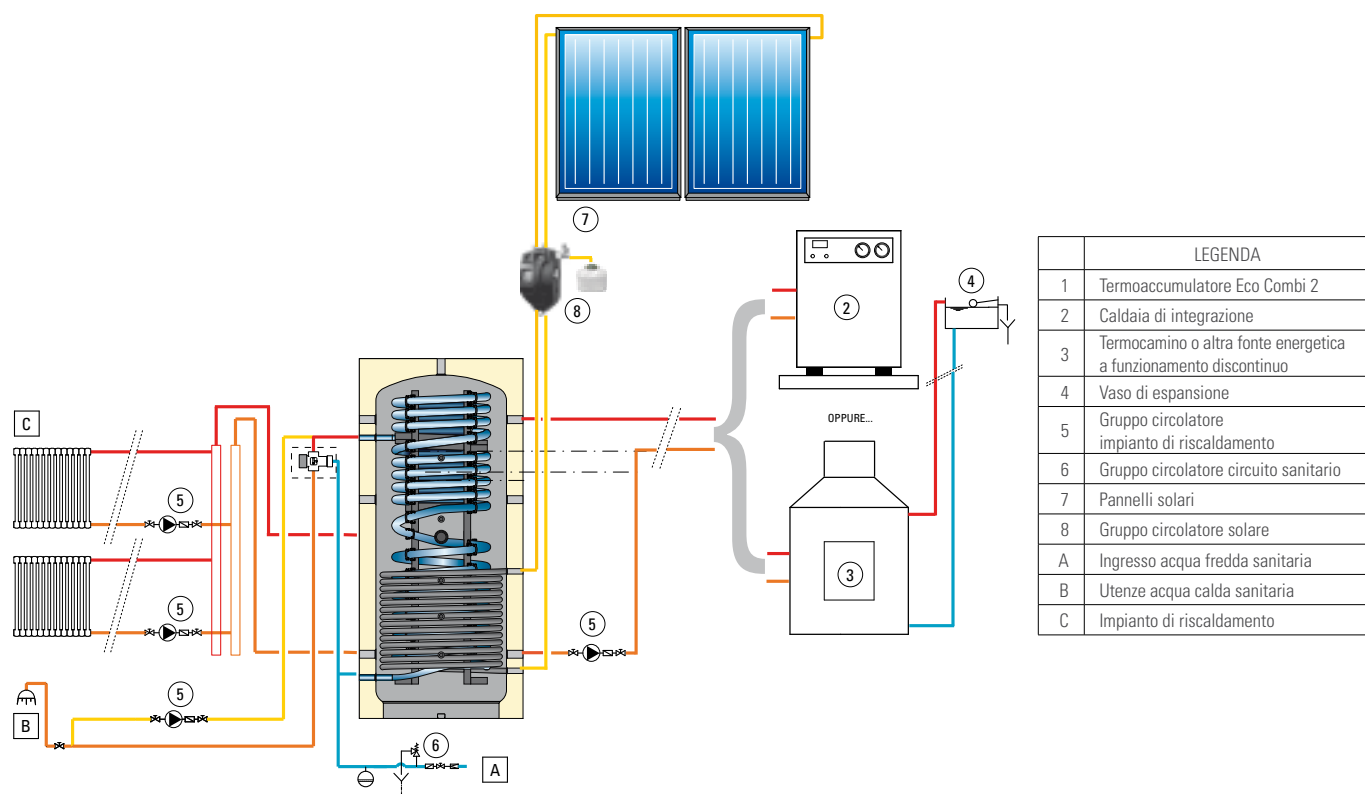 7
8
2
4
OPPURE...
3
C
5
5
5
5
B
6
A
LEGENDA
1 Termoaccumulatore Eco Combi 2
2 Caldaia di integrazione
3 Termocamino o altra fonte energetica
a funzionamento discontinuo
4 Vaso di espansione
5 Gruppo circolatore
impianto di riscaldamento
6 Gruppo circolatore circuito sanitario
7 Pannelli solari
8 Gruppo circolatore solare
A Ingresso acqua fredda sanitaria
B Utenze acqua calda sanitaria
C Impianto di riscaldamento